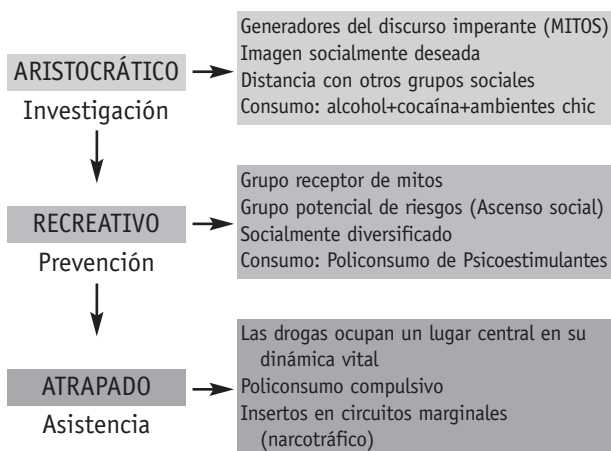 ARISTOCRÁTICO
Investigación
Generadores del discurso imperante (MITOS)
Imagen socialmente deseada
Distancia con otros grupos sociales
Consumo: alcohol+cocaína+ambientes chic
RECREATIVO
Prevención
Grupo receptor de mitos
Grupo potencial de riesgos (Ascenso social)
Socialmente diversificado
Consumo: Policonsumo de Psicoestimulantes
ATRAPADO
Asistencia
Las drogas ocupan un lugar central en su
dinámica vital
Policonsumo compulsivo
Insertos en circuitos marginales
(narcotráfico)